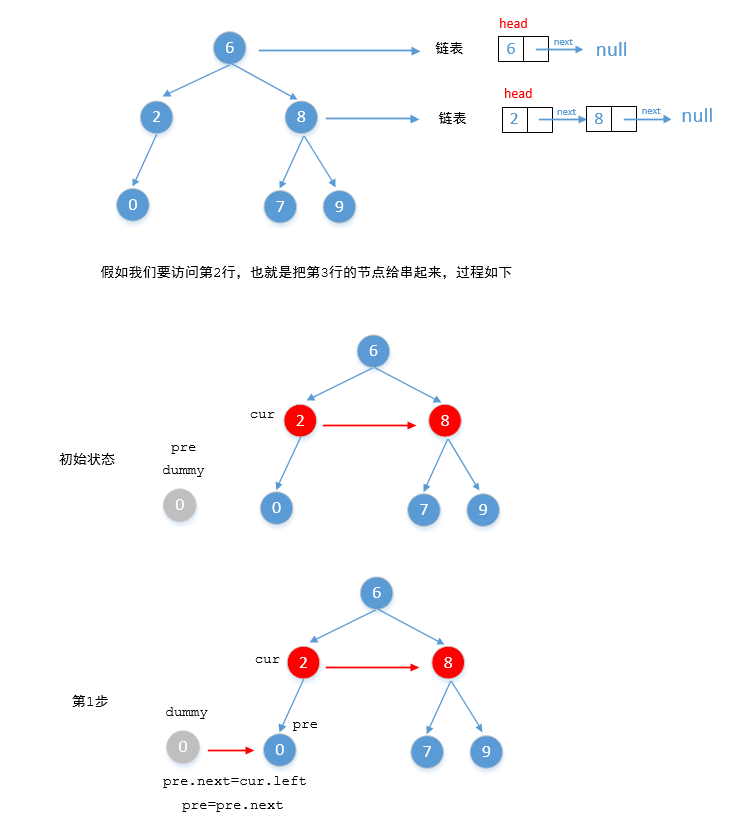 head
6 链表 6 next null
head
2 8 链表 2 next 8 next null
0 7 9
假如我们要访问第2行，也就是把第3行的节点给串起来，过程如下
6
cur 2 8
初始状态
pre
dummy
0 0 7 9
6
cur 2 8
第1步
dummy
pre
0 0 7 9
pre.next=cur.left
pre=pre.next